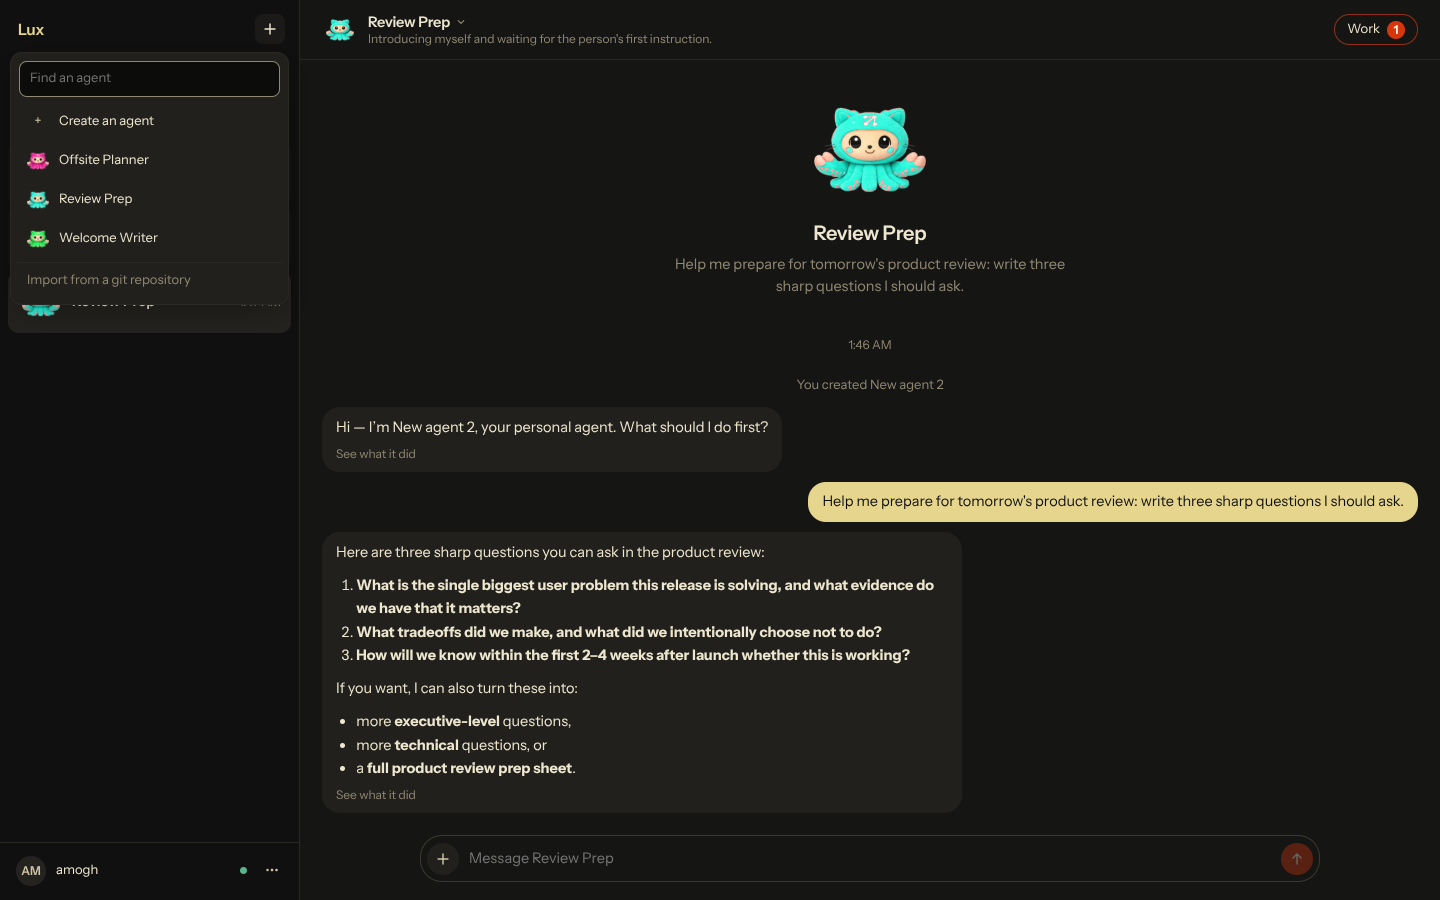 Lux
+
Find an agent
+ Create an agent
Offsite Planner
Review Prep
Welcome Writer
Import from a git repository
Review Prep
AM amogh
Review Prep
Introducing myself and waiting for the person's first instruction.
Work 1
Review Prep
Help me prepare for tomorrow's product review: write three
sharp questions I should ask.
1:46 AM
You created New agent 2
Hi — I'm New agent 2, your personal agent. What should I do first?
See what it did
Help me prepare for tomorrow's product review: write three sharp questions I should ask.
Here are three sharp questions you can ask in the product review:
1. What is the single biggest user problem this release is solving, and what evidence do
we have that it matters?
2. What tradeoffs did we make, and what did we intentionally choose not to do?
3. How will we know within the first 2–4 weeks after launch whether this is working?
If you want, I can also turn these into:
• more executive-level questions,
• more technical questions, or
• a full product review prep sheet.
See what it did
+ Message Review Prep